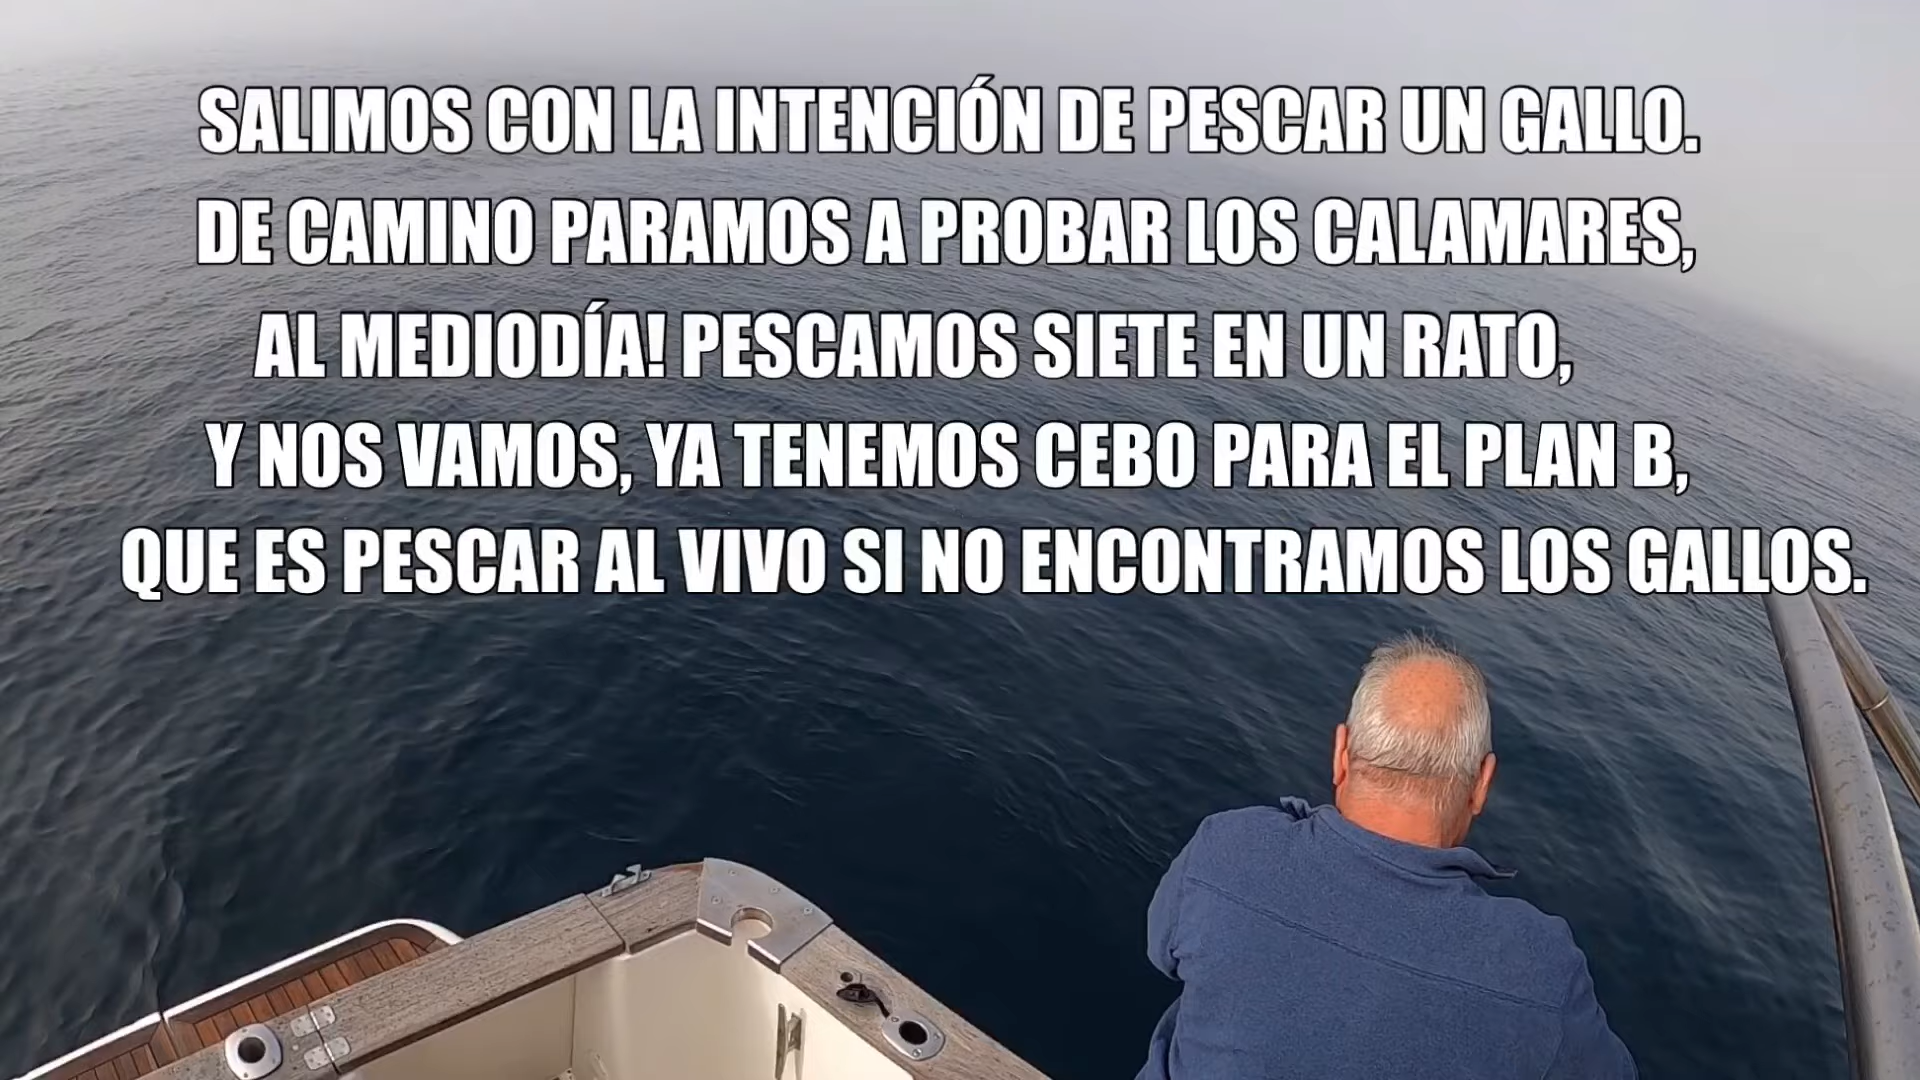 SALIMOS CON LA INTENCIÓN DE PESCAR UN GALLO.
DE CAMINO PARAMOS A PROBAR LOS CALAMARES,
AL MEDIODÍA! PESCAMOS SIETE EN UN RATO,
Y NOS VAMOS, YA TENEMOS CEBO PARA EL PLAN B,
QUE ES PESCAR AL VIVO SI NO ENCONTRAMOS LOS GALLOS.